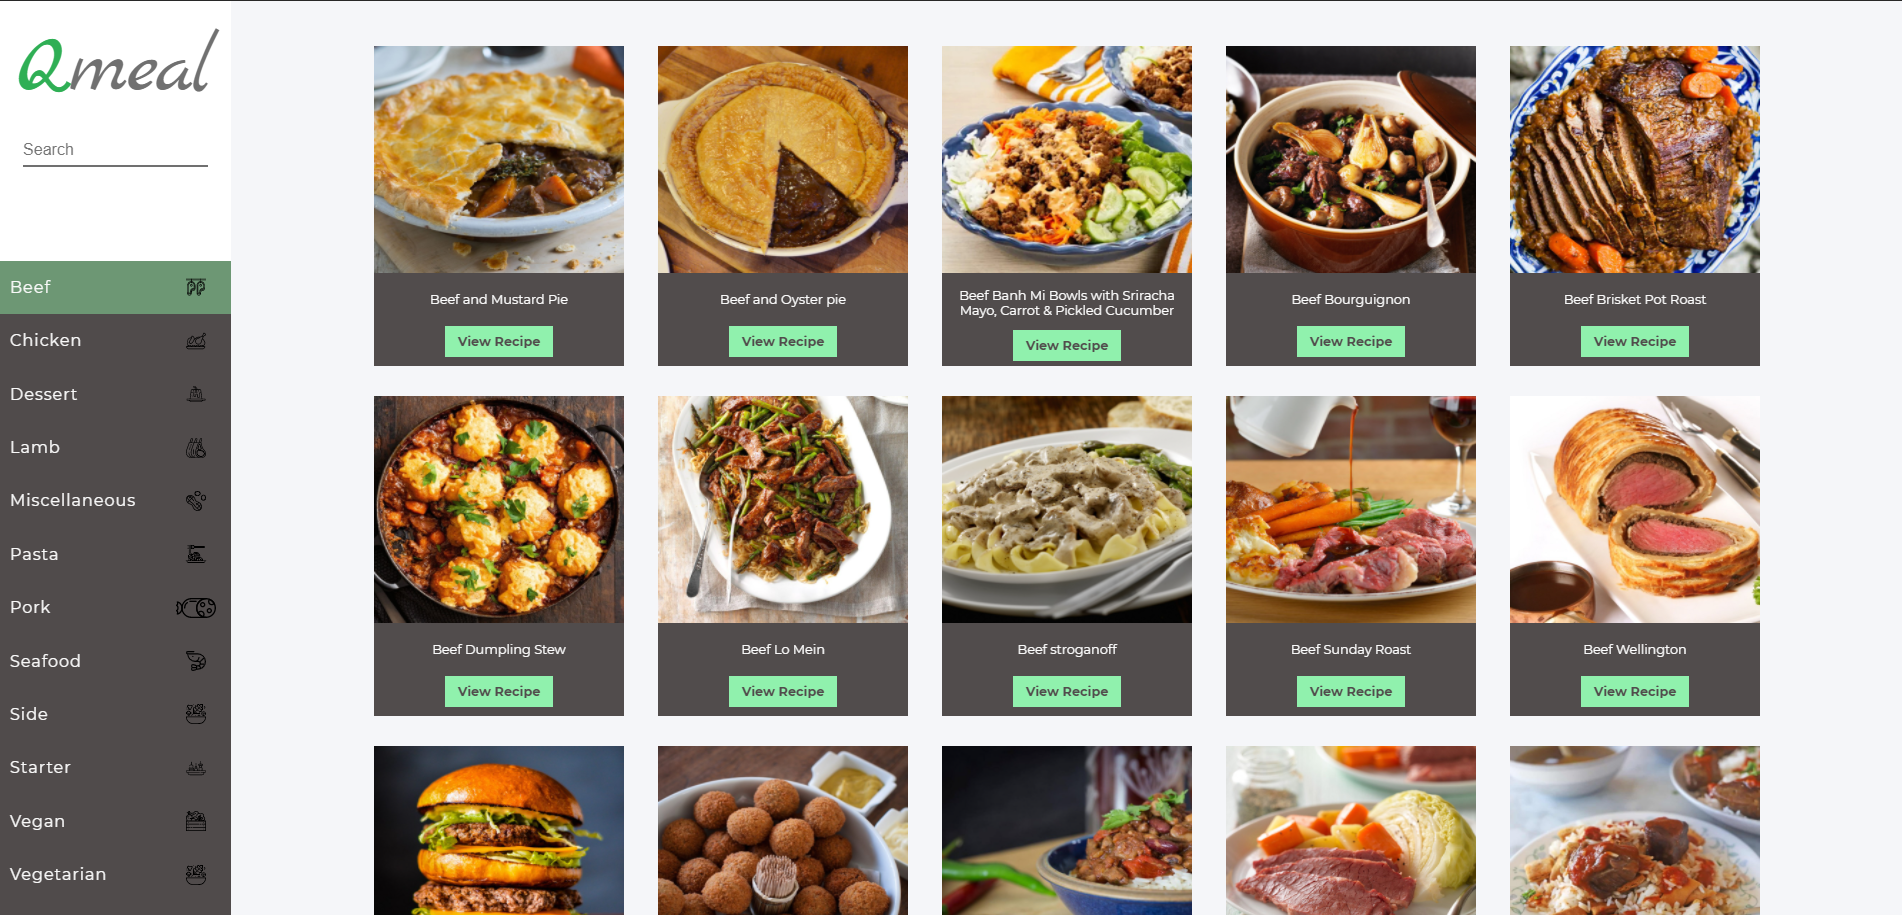 Qmeal
Search
Beef
Chicken
Dessert
Lamb
Miscellaneous
Pasta
Pork
Seafood
Side
Starter
Vegan
Vegetarian
Beef and Mustard Pie
View Recipe
Beef and Oyster pie
View Recipe
Beef Banh Mi Bowls with Sriracha
Mayo, Carrot & Pickled Cucumber
View Recipe
Beef Bourguignon
View Recipe
Beef Brisket Pot Roast
View Recipe
Beef Dumpling Stew
View Recipe
Beef Lo Mein
View Recipe
Beef stroganoff
View Recipe
Beef Sunday Roast
View Recipe
Beef Wellington
View Recipe